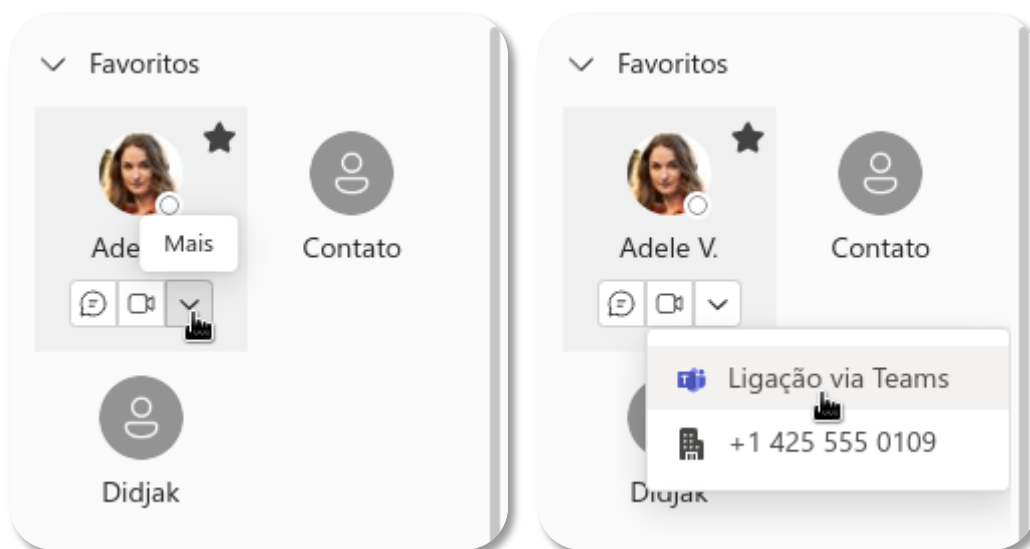 Favoritos
Ade
Mais
Contato
Didjak
Favoritos
Adele V.
Contato
Ligação via Teams
+1 425 555 0109
Didjak